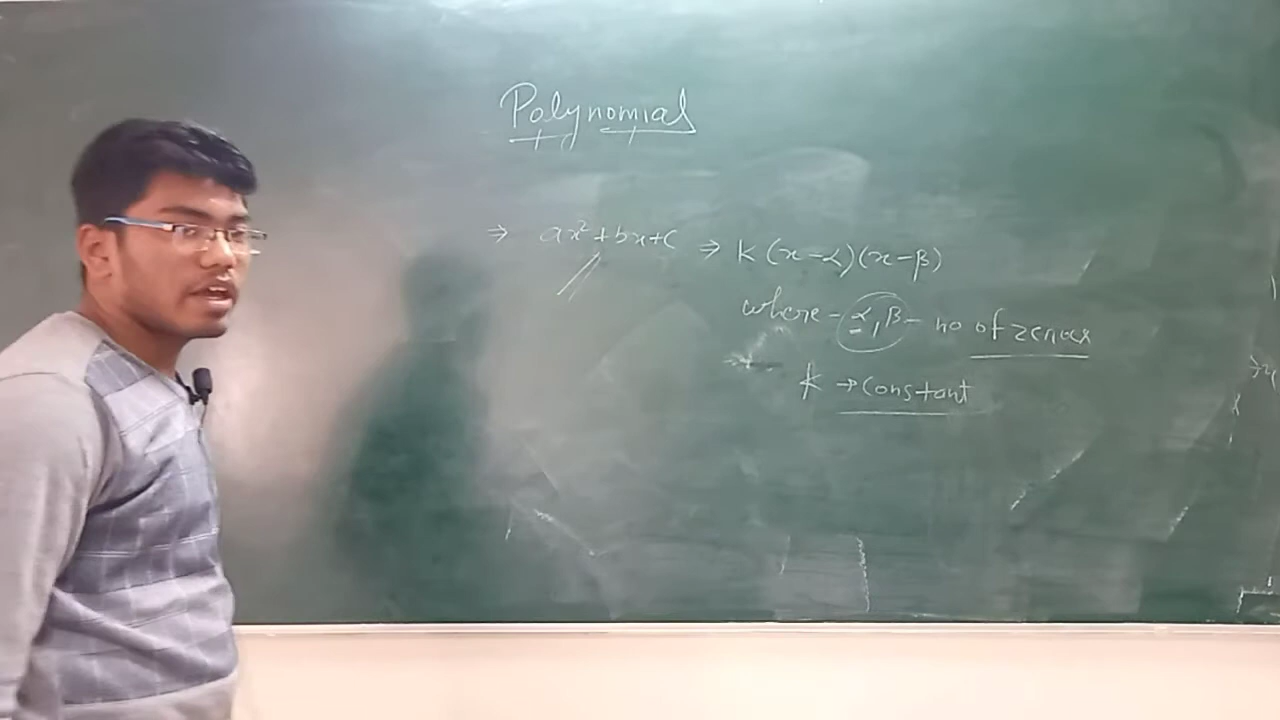 Polynomial
⇒ ax²+bx+c ⇒ k(x-α)(x-β)
where - α,β - no of zeroes
k → constant